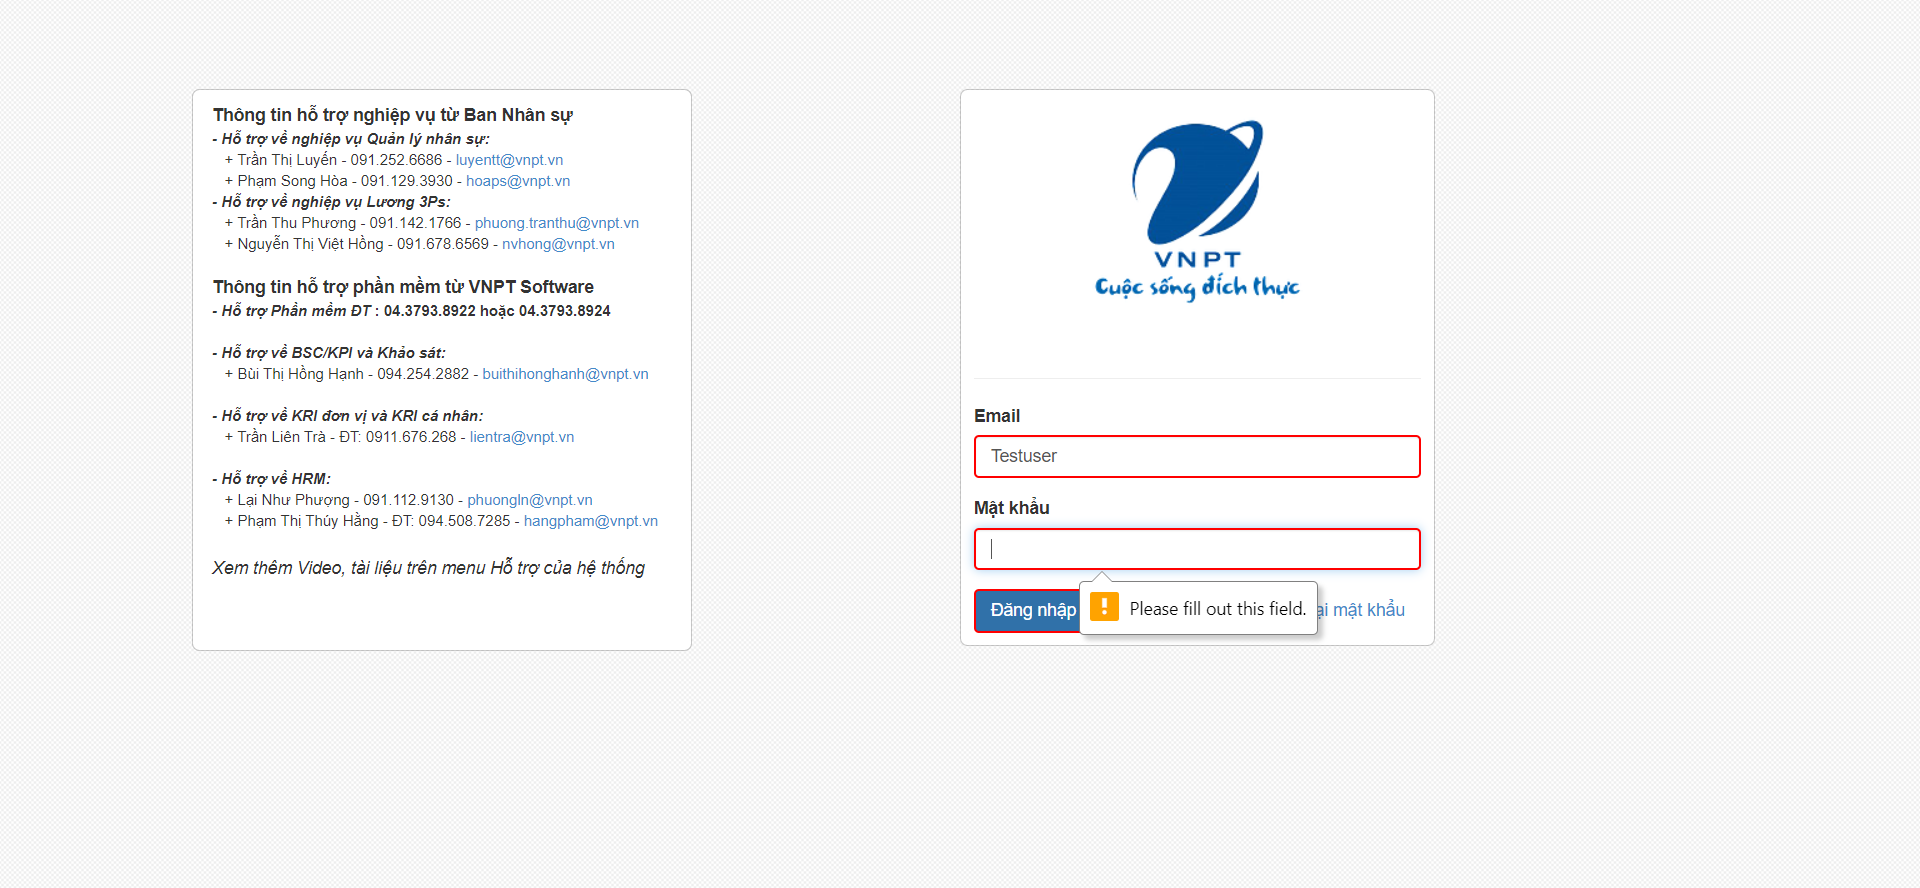 Thông tin hỗ trợ nghiệp vụ từ Ban Nhân sự
- Hỗ trợ về nghiệp vụ Quản lý nhân sự:
+ Trần Thị Luyến - 091.252.6686 - luyentt@vnpt.vn
+ Phạm Song Hòa - 091.129.3930 - hoaps@vnpt.vn
- Hỗ trợ về nghiệp vụ Lương 3Ps:
+ Trần Thu Phương - 091.142.1766 - phuong.tranthu@vnpt.vn
+ Nguyễn Thị Việt Hồng - 091.678.6569 - nvhong@vnpt.vn
Thông tin hỗ trợ phần mềm từ VNPT Software
- Hỗ trợ Phần mềm ĐT : 04.3793.8922 hoặc 04.3793.8924
- Hỗ trợ về BSC/KPI và Khảo sát:
+ Bùi Thị Hồng Hạnh - 094.254.2882 - buithihonghanh@vnpt.vn
- Hỗ trợ về KRI đơn vị và KRI cá nhân:
+ Trần Liên Trà - ĐT: 0911.676.268 - lientra@vnpt.vn
- Hỗ trợ về HRM:
+ Lại Như Phượng - 091.112.9130 - phuongln@vnpt.vn
+ Phạm Thị Thúy Hằng - ĐT: 094.508.7285 - hangpham@vnpt.vn
Xem thêm Video, tài liệu trên menu Hỗ trợ của hệ thống
VNPT
Cuộc sống đích thực
Email
Testuser
Mật khẩu
Đăng nhập
Please fill out this field.
mật khẩu